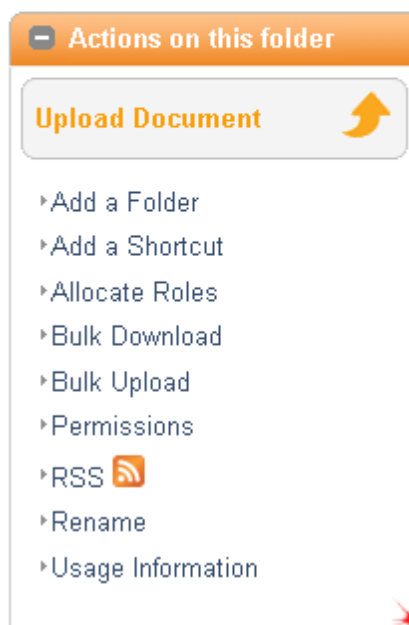 Actions on this folder
Upload Document
Add a Folder
Add a Shortcut
Allocate Roles
Bulk Download
Bulk Upload
Permissions
RSS
Rename
Usage Information